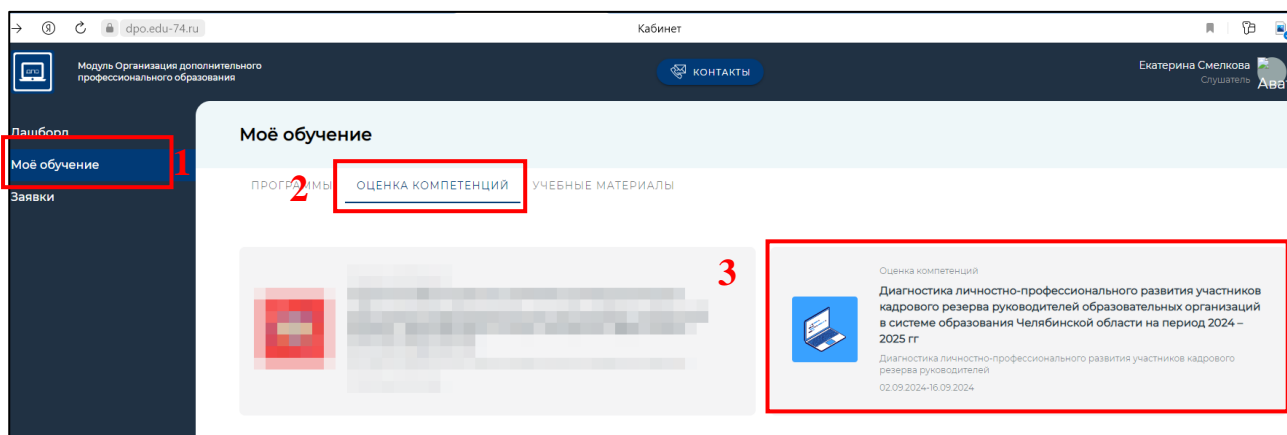 dpo.edu-74.ru
Кабинет
дпо
Модуль Организация дополнительного
профессионального образования
КОНТАКТЫ
Екатерина Смелкова
Слушатель
Ава
Дашборд
Моё обучение
1
Заявки
Моё обучение
ПРОГРАММЫ
2
ОЦЕНКА КОМПЕТЕНЦИЙ
УЧЕБНЫЕ МАТЕРИАЛЫ
3
Оценка компетенций
Диагностика личностно-профессионального развития участников
кадрового резерва руководителей образовательных организаций
в системе образования Челябинской области на период 2024 –
2025 гг
Диагностика личностно-профессионального развития участников кадрового
резерва руководителей
02.09.2024-16.09.2024